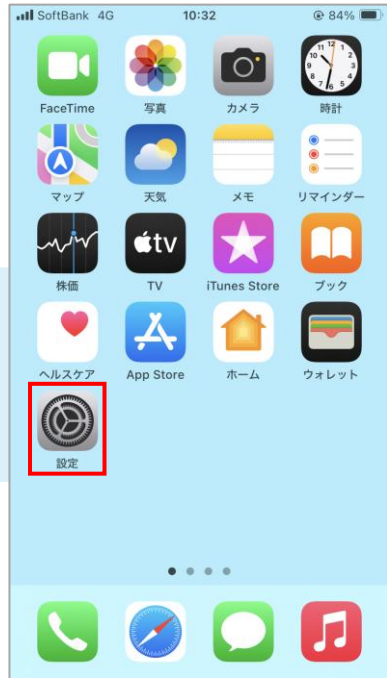 SoftBank 4G 10:32 84%
FaceTime 写真 カメラ 時計
マップ 天気 メモ リマインダー
tv
株価 TV iTunes Store ブック
ヘルスケア App Store ホーム ウォレット
設定